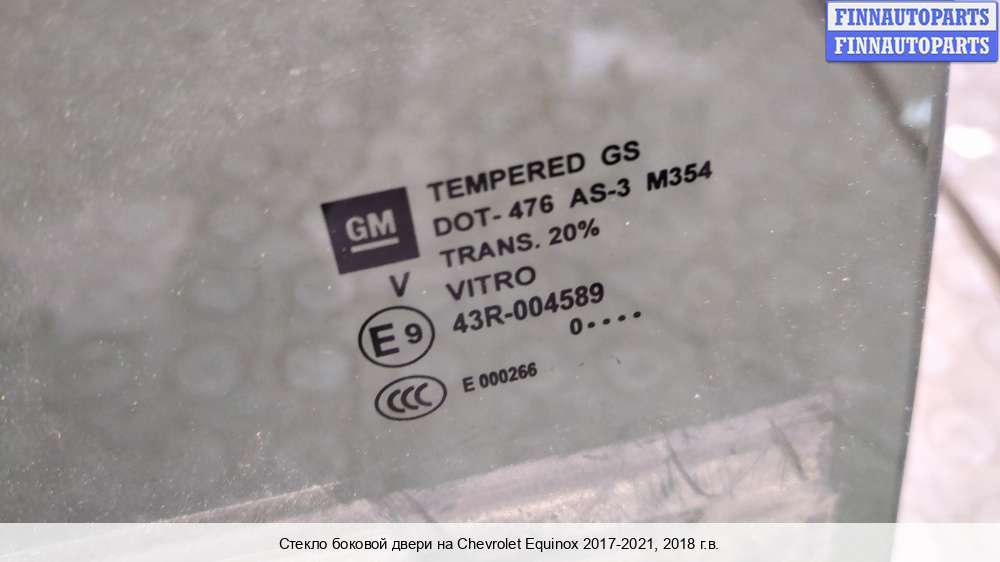 FINNAUTOPARTS
FINNAUTOPARTS
TEMPERED GS
GM
DOT- 476 AS-3 M354
TRANS. 20%
V
VITRO
E9
43R-004589
0····
CCC
E 000266
Стекло боковой двери на Chevrolet Equinox 2017-2021, 2018 г.в.